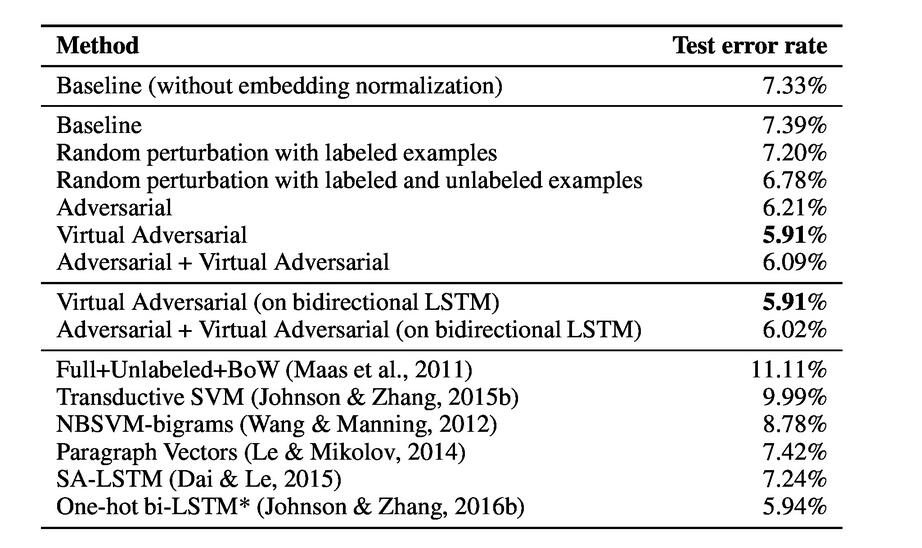 Method Test error rate
Baseline (without embedding normalization) 7.33%
Baseline 7.39%
Random perturbation with labeled examples 7.20%
Random perturbation with labeled and unlabeled examples 6.78%
Adversarial 6.21%
Virtual Adversarial 5.91%
Adversarial + Virtual Adversarial 6.09%
Virtual Adversarial (on bidirectional LSTM) 5.91%
Adversarial + Virtual Adversarial (on bidirectional LSTM) 6.02%
Full+Unlabeled+BoW (Maas et al., 2011) 11.11%
Transductive SVM (Johnson & Zhang, 2015b) 9.99%
NBSVM-bigrams (Wang & Manning, 2012) 8.78%
Paragraph Vectors (Le & Mikolov, 2014) 7.42%
SA-LSTM (Dai & Le, 2015) 7.24%
One-hot bi-LSTM* (Johnson & Zhang, 2016b) 5.94%